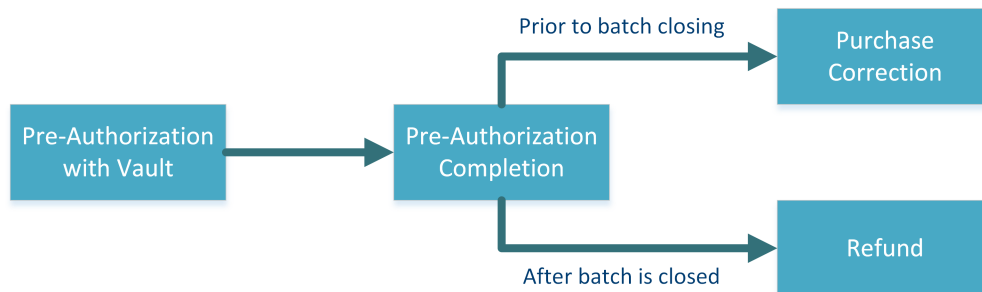 Prior to batch closing
Purchase
Correction
Pre-Authorization
with Vault
Pre-Authorization
Completion
After batch is closed
Refund